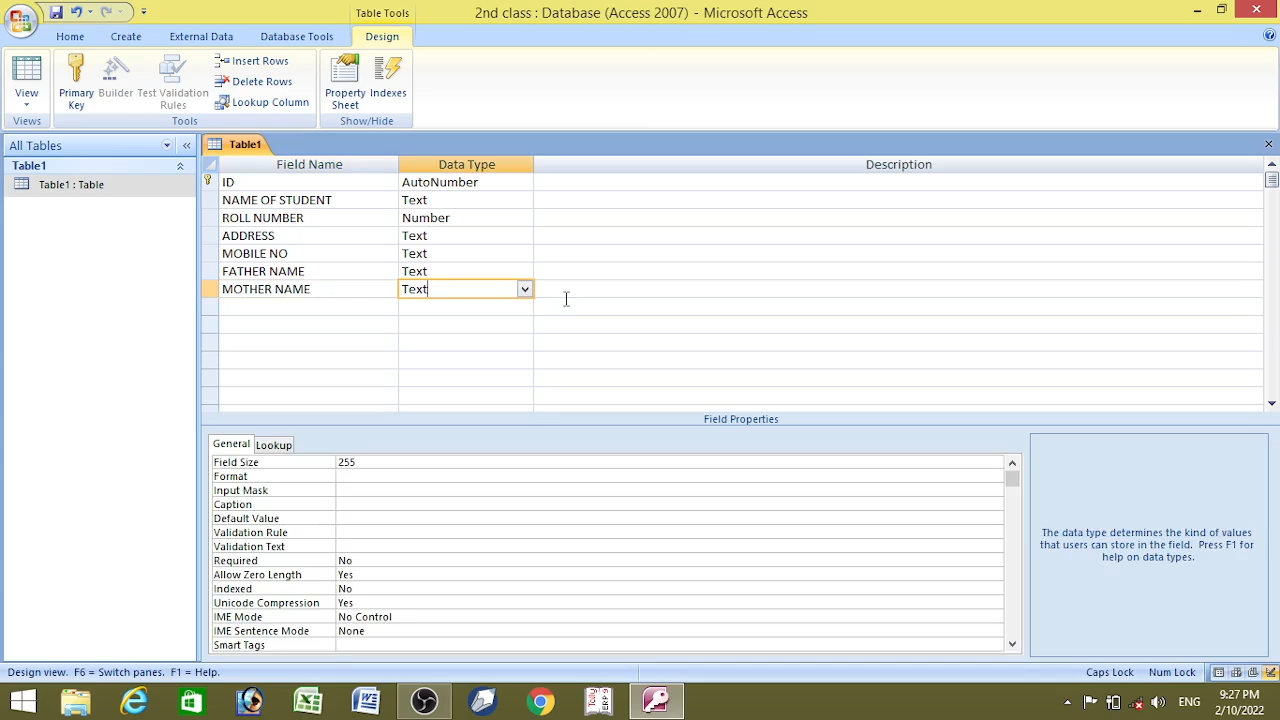 Table Tools
2nd class : Database (Access 2007) - Microsoft Access
Home Create External Data Database Tools Design
View
Primary Key
Builder
Test Validation Rules
Insert Rows
Delete Rows
Lookup Column
Property Sheet
Indexes
Views Tools Show/Hide
All Tables
Table1
Table1 : Table
Table1
Field Name Data Type Description
ID AutoNumber
NAME OF STUDENT Text
ROLL NUMBER Number
ADDRESS Text
MOBILE NO Text
FATHER NAME Text
MOTHER NAME Text
Field Properties
General Lookup
Field Size 255
Format
Input Mask
Caption
Default Value
Validation Rule
Validation Text
Required No
Allow Zero Length Yes
Indexed No
Unicode Compression Yes
IME Mode No Control
IME Sentence Mode None
Smart Tags
The data type determines the kind of values
that users can store in the field. Press F1 for
help on data types.
Design view. F6 = Switch panes. F1 = Help.
Caps Lock Num Lock
ENG
9:27 PM
2/10/2022